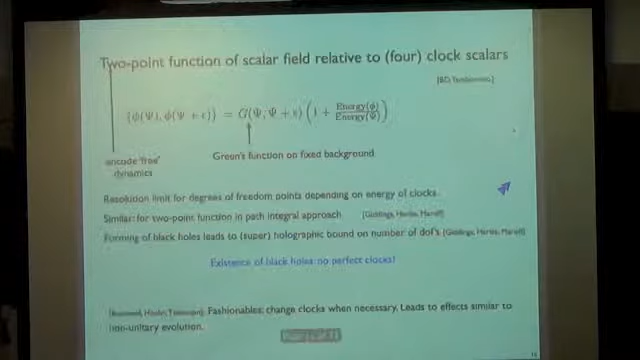 Two-point function of scalar field relative to (four) clock scalars
[BD, Tambornino]
{ϕ(Ψ), ϕ(Ψ + ϵ)} = G(Ψ, Ψ + ϵ) (1 + Energy(ϕ)/Energy(Ψ))
encode 'free' dynamics
Green's function on fixed background
Resolution limit for degrees of freedom points depending on energy of clocks.
Similar: for two-point function in path integral approach [Giddings, Marolf]
Forming of black holes leads to (super) holographic bound on number of dof's [Giddings, Marolf]
Existence of black holes: no perfect clocks!
Fashionables: change clocks when necessary. Leads to effects similar to
non-unitary evolution.